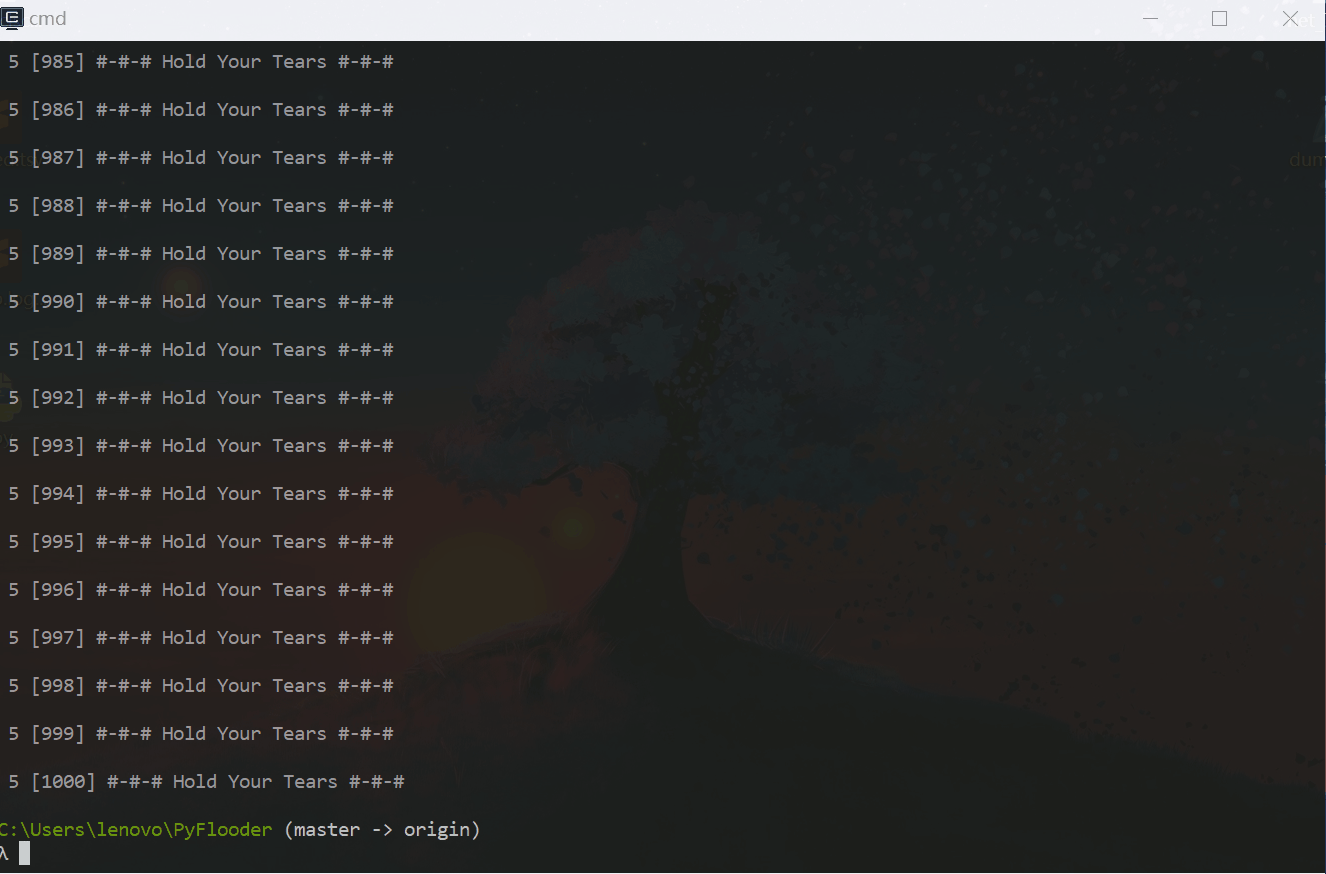 cmd
5 [985] #-#-# Hold Your Tears #-#-#
5 [986] #-#-# Hold Your Tears #-#-#
5 [987] #-#-# Hold Your Tears #-#-#
5 [988] #-#-# Hold Your Tears #-#-#
5 [989] #-#-# Hold Your Tears #-#-#
5 [990] #-#-# Hold Your Tears #-#-#
5 [991] #-#-# Hold Your Tears #-#-#
5 [992] #-#-# Hold Your Tears #-#-#
5 [993] #-#-# Hold Your Tears #-#-#
5 [994] #-#-# Hold Your Tears #-#-#
5 [995] #-#-# Hold Your Tears #-#-#
5 [996] #-#-# Hold Your Tears #-#-#
5 [997] #-#-# Hold Your Tears #-#-#
5 [998] #-#-# Hold Your Tears #-#-#
5 [999] #-#-# Hold Your Tears #-#-#
5 [1000] #-#-# Hold Your Tears #-#-#
C:\Users\lenovo\PyFlooder (master -> origin)
λ